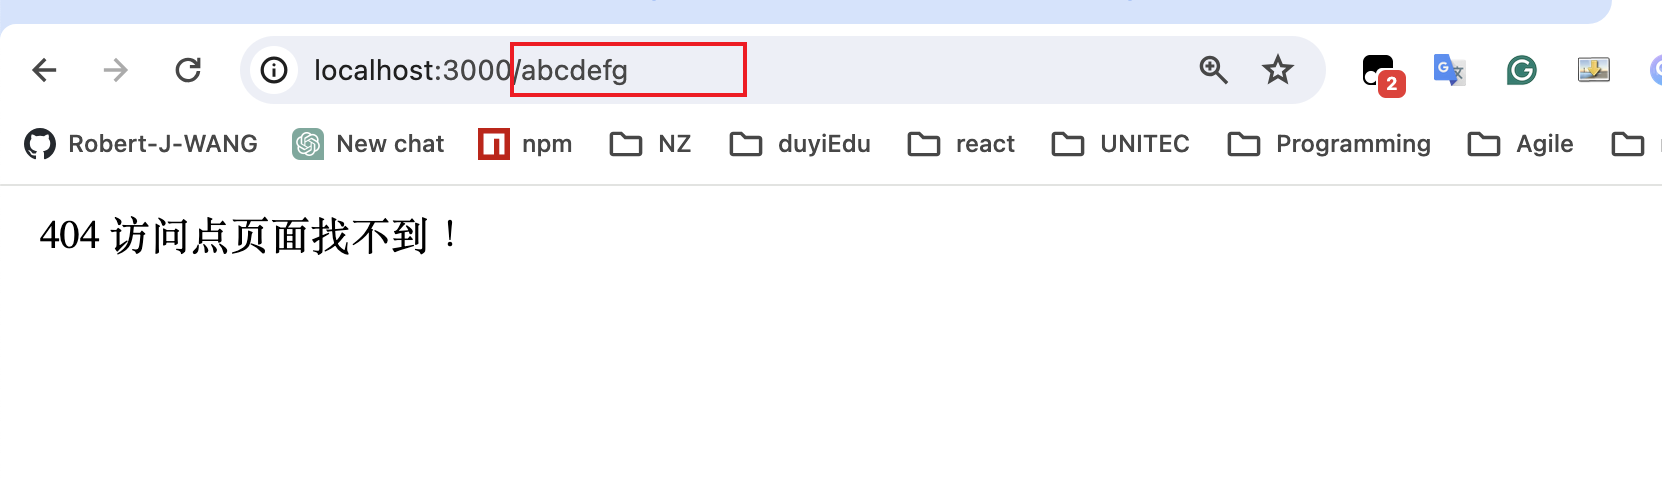 localhost:3000/abcdefg
2
Robert-J-WANG New chat npm NZ duyiEdu react UNITEC Programming Agile
404 访问点页面找不到！